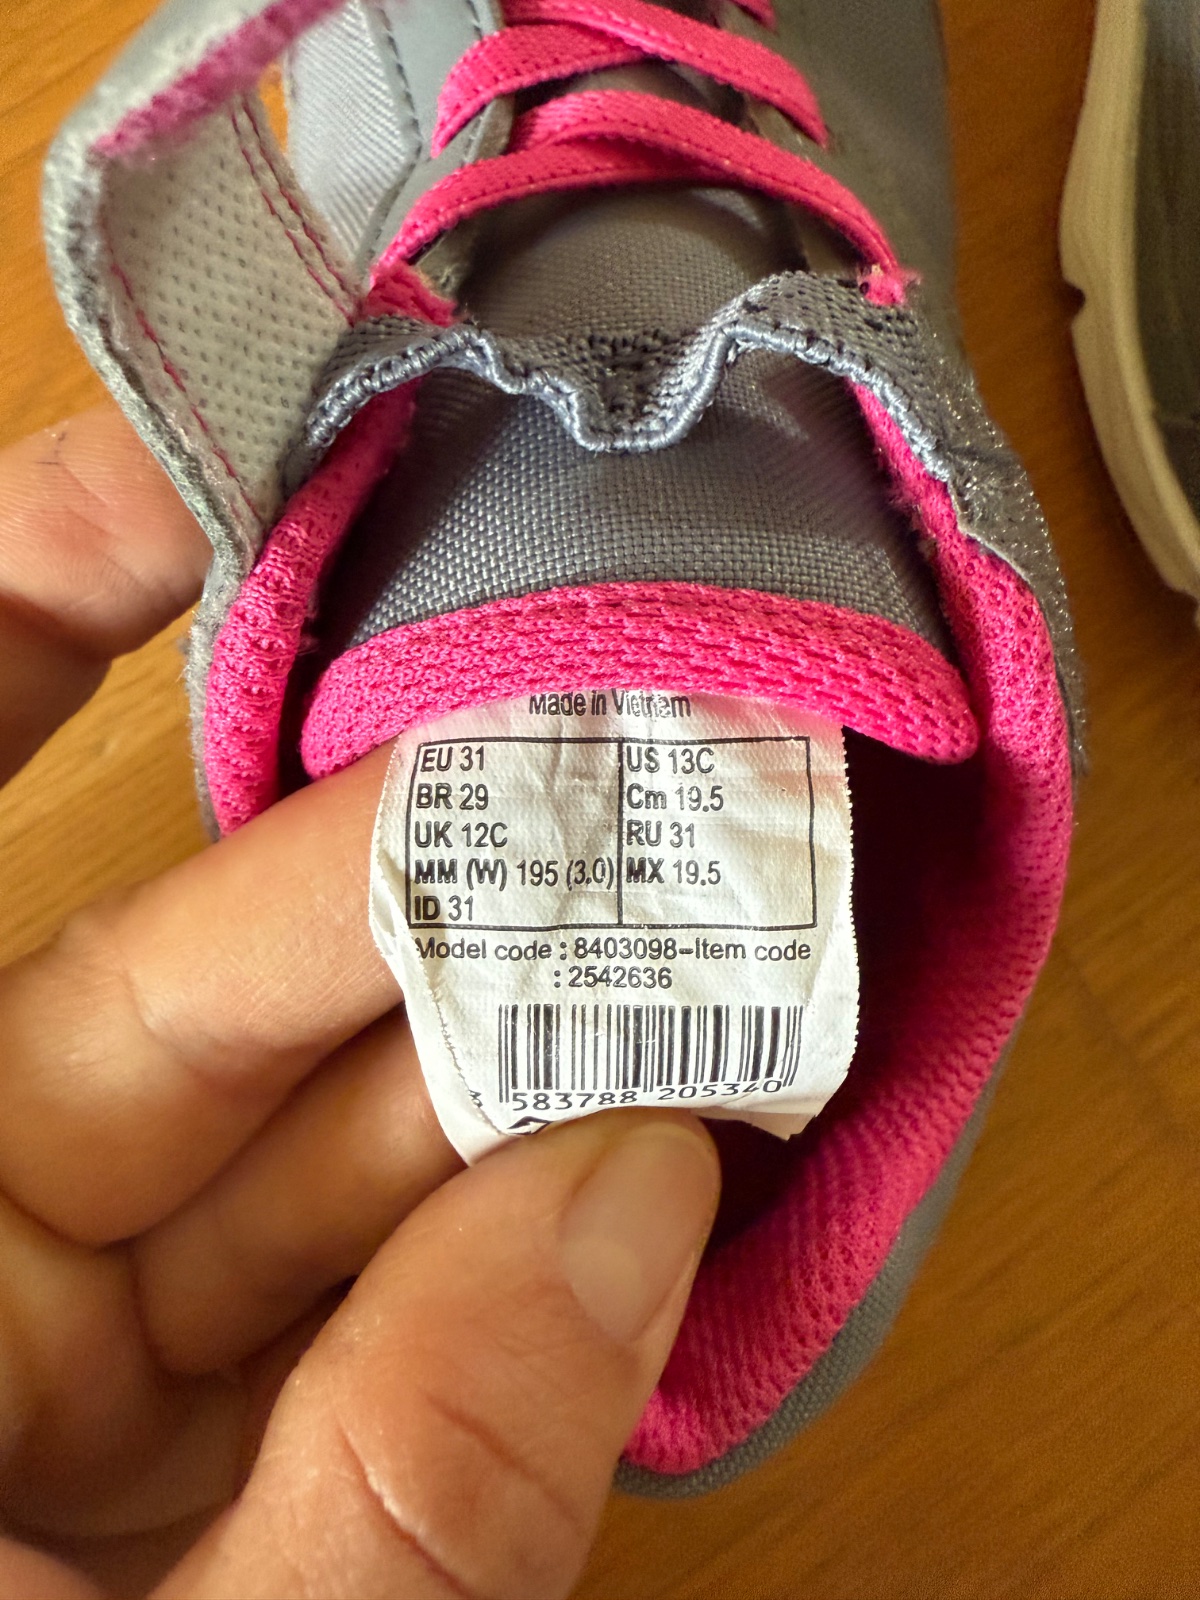 Made in Vietnam
EU 31 US 13C
BR 29 Cm 19.5
UK 12C RU 31
MM (W) 195 (3.0) MX 19.5
ID 31
Model code : 8403098-Item code
: 2542636
3 583788 205340